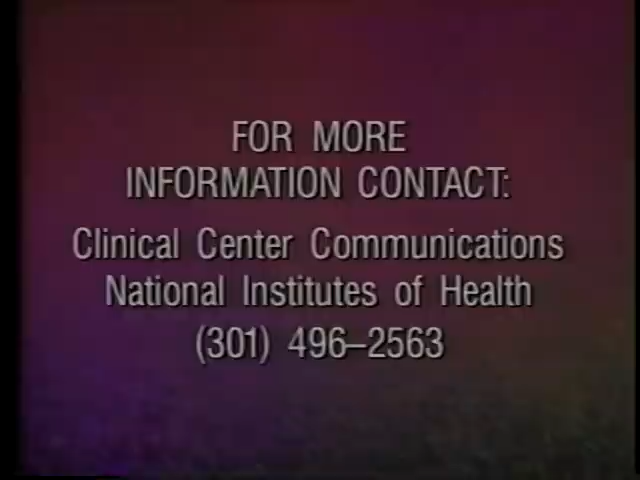 FOR MORE
INFORMATION CONTACT:
Clinical Center Communications
National Institutes of Health
(301) 496–2563